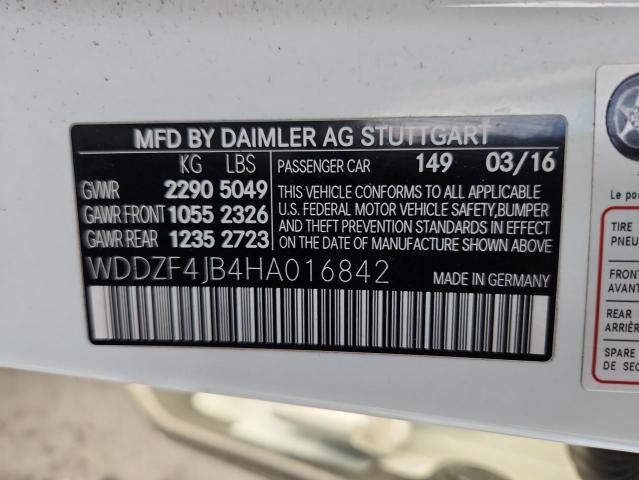 MFD BY DAIMLER AG STUTTGART
KG LBS
GVWR 2290 5049
GAWR FRONT 1055 2326
GAWR REAR 1235 2723
PASSENGER CAR 149 03/16
THIS VEHICLE CONFORMS TO ALL APPLICABLE
U.S. FEDERAL MOTOR VEHICLE SAFETY,BUMPER
AND THEFT PREVENTION STANDARDS IN EFFECT
ON THE DATE OF MANUFACTURE SHOWN ABOVE
WDDZF4JB4HA016842 MADE IN GERMANY
Le
TIRE
FRONT
AVANT
REAR
ARRIÈR
SPARE
DE SEC